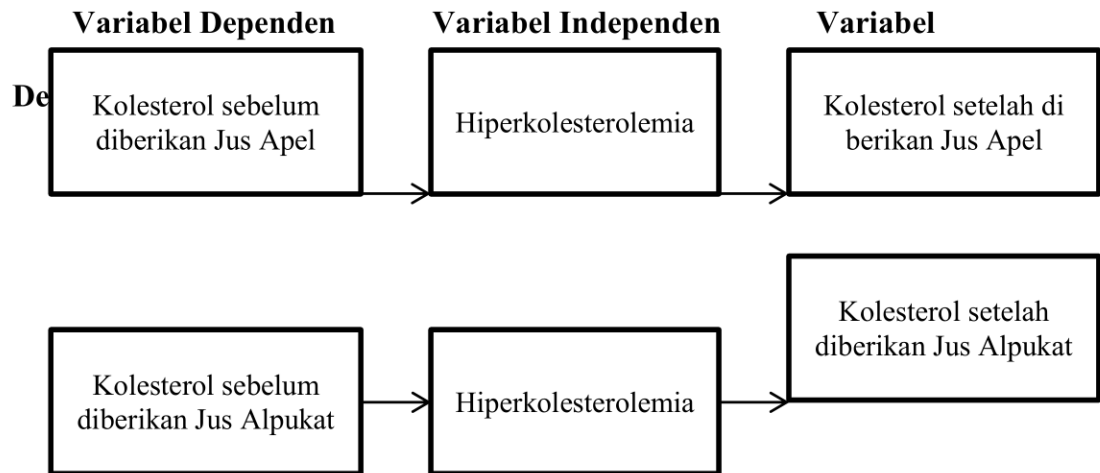 Variabel Dependen
Variabel Independen
Variabel
De
Kolesterol sebelum
diberikan Jus Apel
Hiperkolesterolemia
Kolesterol setelah di
berikan Jus Apel
Kolesterol sebelum
diberikan Jus Alpukat
Hiperkolesterolemia
Kolesterol setelah
diberikan Jus Alpukat